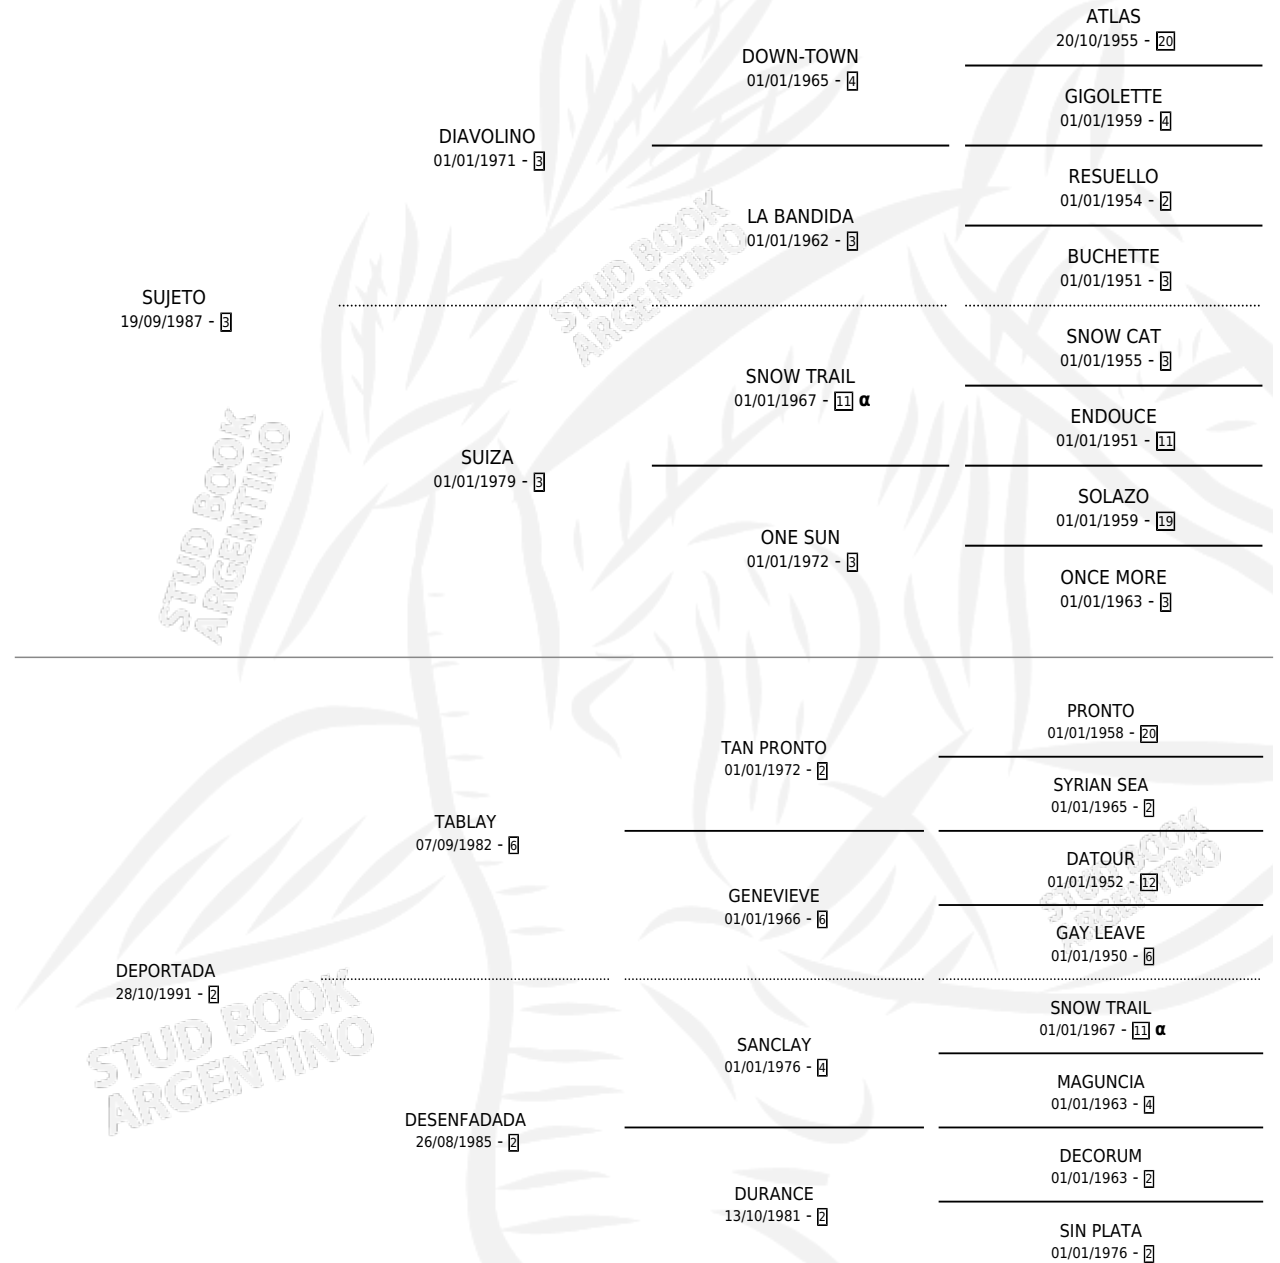 ATLAS
20/10/1955 - 20
DOWN-TOWN
01/01/1965 - 4
GIGOLETTE
01/01/1959 - 4
DIAVOLINO
01/01/1971 - 3
RESUELLO
01/01/1954 - 2
LA BANDIDA
01/01/1962 - 3
BUCHETTE
01/01/1951 - 3
STUD BOOK
ARGENTINO
SUJETO
19/09/1987 - 3
SNOW CAT
01/01/1955 - 3
SNOW TRAIL
01/01/1967 - 11 α
ENDOUCE
01/01/1951 - 11
SUIZA
01/01/1979 - 3
SOLAZO
01/01/1959 - 19
ONE SUN
01/01/1972 - 3
ONCE MORE
01/01/1963 - 3
STUD BOOK
ARGENTINO
PRONTO
01/01/1958 - 20
TAN PRONTO
01/01/1972 - 2
SYRIAN SEA
01/01/1965 - 2
TABLAY
07/09/1982 - 6
DATOUR
01/01/1952 - 12
GENEVIEVE
01/01/1966 - 6
GAY LEAVE
01/01/1950 - 6
STUD BOOK
ARGENTINO
DEPORTADA
28/10/1991 - 2
SNOW TRAIL
01/01/1967 - 11 α
SANCLAY
01/01/1976 - 4
MAGUNCIA
01/01/1963 - 4
DESENFADADA
26/08/1985 - 2
DECORUM
01/01/1963 - 2
DURANCE
13/10/1981 - 2
SIN PLATA
01/01/1976 - 2
STUD BOOK
ARGENTINO